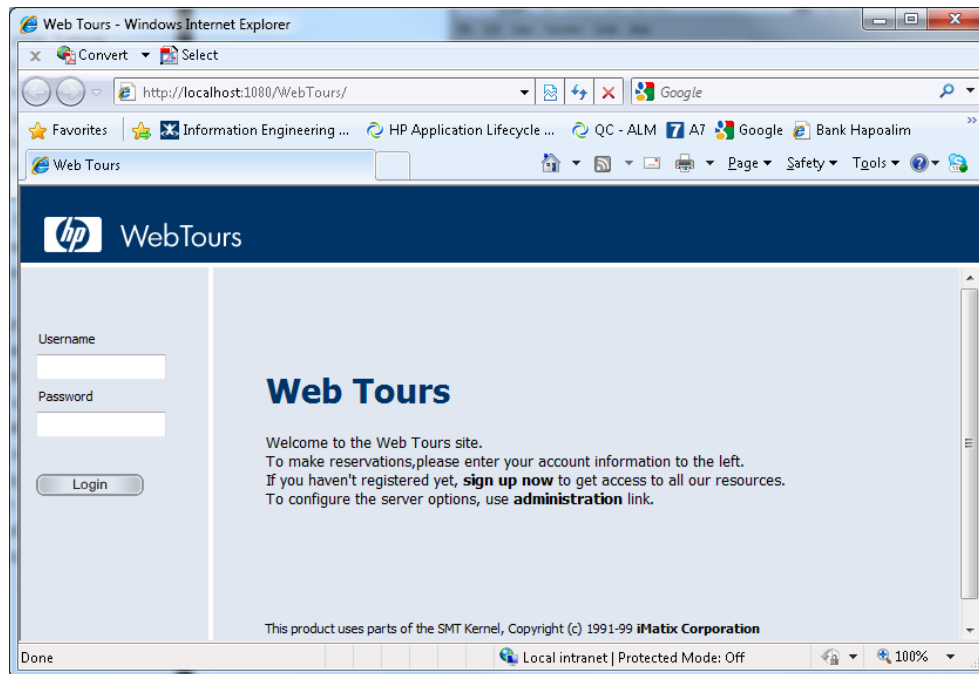 Web Tours - Windows Internet Explorer
x Convert Select
http://localhost:1080/WebTours/ Google
Favorites Information Engineering ... HP Application Lifecycle ... QC - ALM 7 A7 Google Bank Hapoalim »
Web Tours Page Safety Tools
hp WebTours
Username
Password
Login
Web Tours
Welcome to the Web Tours site.
To make reservations,please enter your account information to the left.
If you haven't registered yet, sign up now to get access to all our resources.
To configure the server options, use administration link.
This product uses parts of the SMT Kernel, Copyright (c) 1991-99 iMatix Corporation
Done Local intranet | Protected Mode: Off 100%